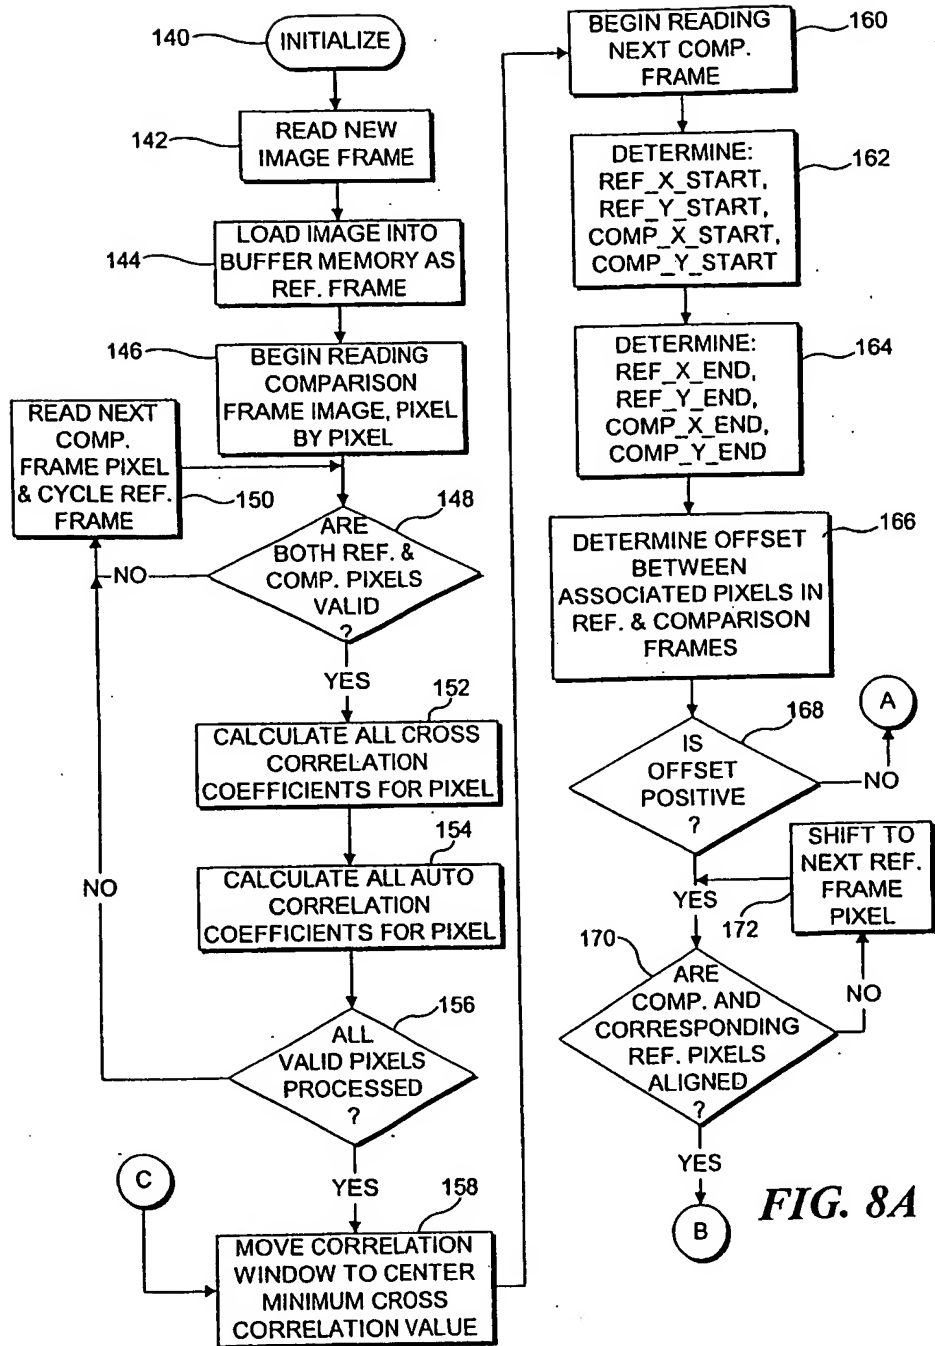 140
INITIALIZE
142
READ NEW
IMAGE FRAME
144
LOAD IMAGE INTO
BUFFER MEMORY AS
REF. FRAME
146
BEGIN READING
COMPARISON
FRAME IMAGE, PIXEL
BY PIXEL
READ NEXT
COMP.
FRAME PIXEL
& CYCLE REF.
FRAME
150
148
ARE
BOTH REF. &
COMP. PIXELS
VALID
?
NO
YES
152
CALCULATE ALL CROSS
CORRELATION
COEFFICIENTS FOR PIXEL
154
CALCULATE ALL AUTO
CORRELATION
COEFFICIENTS FOR PIXEL
NO
156
ALL
VALID PIXELS
PROCESSED
?
YES
C
158
MOVE CORRELATION
WINDOW TO CENTER
MINIMUM CROSS
CORRELATION VALUE
BEGIN READING
NEXT COMP.
FRAME
160
DETERMINE:
REF_X_START,
REF_Y_START,
COMP_X_START,
COMP_Y_START
162
DETERMINE:
REF_X_END,
REF_Y_END,
COMP_X_END,
COMP_Y_END
164
DETERMINE OFFSET
BETWEEN
ASSOCIATED PIXELS IN
REF. & COMPARISON
FRAMES
166
168
IS
OFFSET
POSITIVE
?
NO
A
YES
SHIFT TO
NEXT REF.
FRAME
PIXEL
172
170
ARE
COMP. AND
CORRESPONDING
REF. PIXELS
ALIGNED
?
NO
YES
B
FIG. 8A